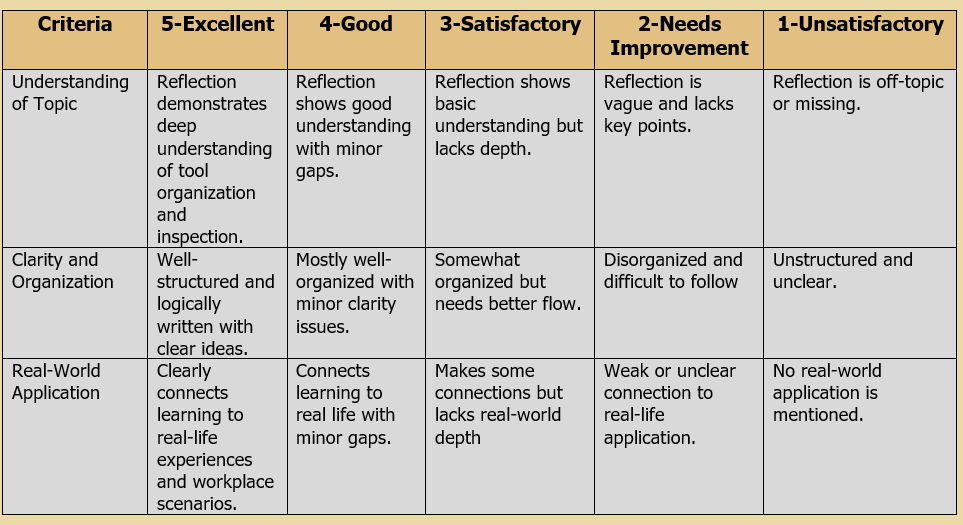 Criteria
5-Excellent
4-Good
3-Satisfactory
2-Needs
Improvement
1-Unsatisfactory
Understanding
of Topic
Reflection
demonstrates
deep
understanding
of tool
organization
and
inspection.
Reflection
shows good
understanding
with minor
gaps.
Reflection shows
basic
understanding but
lacks depth.
Reflection is
vague and lacks
key points.
Reflection is off-topic
or missing.
Clarity and
Organization
Well-
structured and
logically
written with
clear ideas.
Mostly well-
organized with
minor clarity
issues.
Somewhat
organized but
needs better flow.
Disorganized and
difficult to follow
Unstructured and
unclear.
Real-World
Application
Clearly
connects
learning to
real-life
experiences
and workplace
scenarios.
Connects
learning to
real life with
minor gaps.
Makes some
connections but
lacks real-world
depth
Weak or unclear
connection to
real-life
application.
No real-world
application is
mentioned.